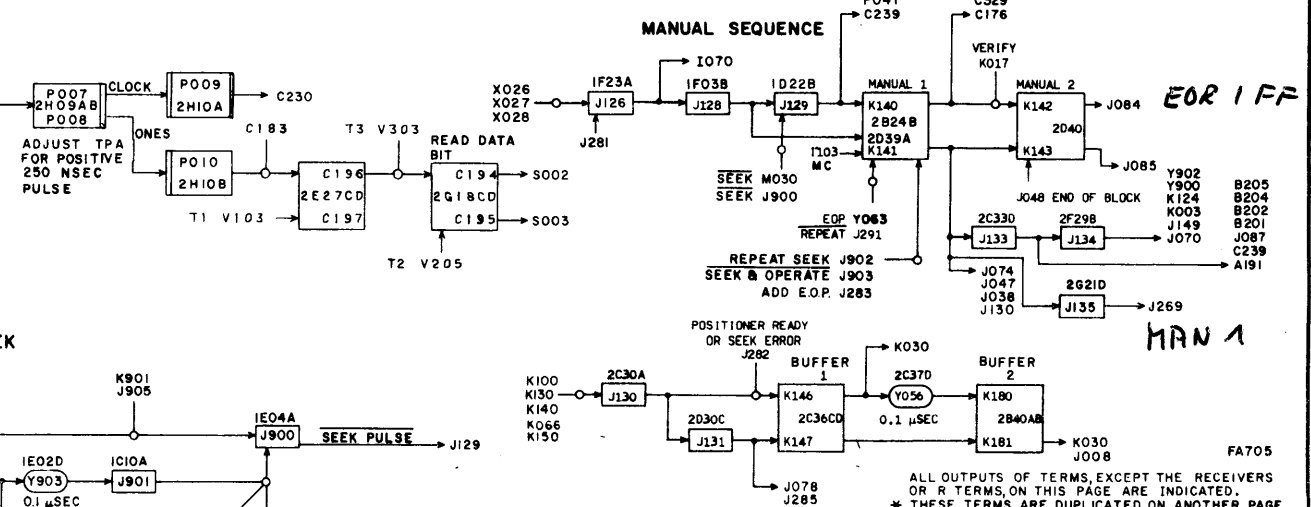 MANUAL SEQUENCE
C239
C176
VERIFY
K017
I070
P007
2H09AB
P008
CLOCK
P009
2H10A
C230
ONES
C183
T3 V303
ADJUST TPA
FOR POSITIVE
250 NSEC
PULSE
P010
2H10B
T1 V103
C196
2E27CD
C197
READ DATA
BIT
C194
2G18CD
C195
S002
S003
T2 V205
X026
X027
X028
1F23A
J126
J281
1F03B
J128
1D22B
J129
SEEK M030
SEEK J900
MANUAL 1
K140
2B24B
2D39A
K141
I103
MC
EOP Y063
REPEAT J291
REPEAT SEEK J902
SEEK & OPERATE J903
ADD E.O.P. J283
MANUAL 2
K142
2D40
K143
J084
J085
J048 END OF BLOCK
EOR 1 FF
2C33D
J133
2F29B
J134
Y902
Y900
K124
K003
J149
J070
B205
B204
B202
B201
J087
C239
A191
J074
J047
J038
J130
2G21D
J135
J269
MAN 1
K901
J905
1E04A
J900
SEEK PULSE
J129
1E02D
Y903
0.1 µSEC
1C10A
J901
K100
K130
K140
K066
K150
2C30A
J130
2D30C
J131
POSITIONER READY
OR SEEK ERROR
J282
BUFFER
1
K146
2C36CD
K147
K030
2C37D
Y056
0.1 µSEC
BUFFER
2
K180
2B40AB
K181
K030
J008
J078
J285
FA705
ALL OUTPUTS OF TERMS, EXCEPT THE RECEIVERS
OR R TERMS, ON THIS PAGE ARE INDICATED.
* THESE TERMS ARE DUPLICATED ON ANOTHER PAGE